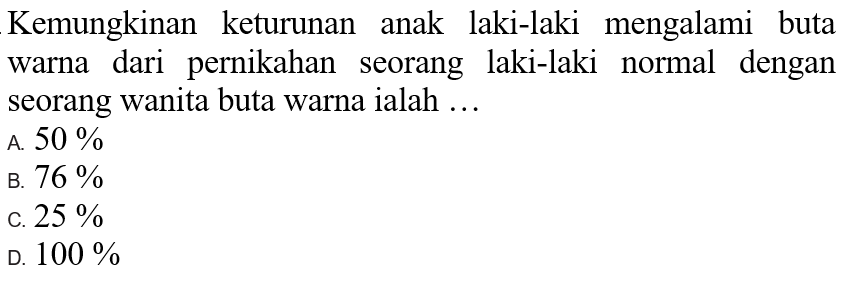 Kemungkinan keturunan anak laki-laki mengalami buta
warna dari pernikahan seorang laki-laki normal dengan
seorang wanita buta warna ialah ...
A. 50 %
B. 76 %
C. 25 %
D. 100 %